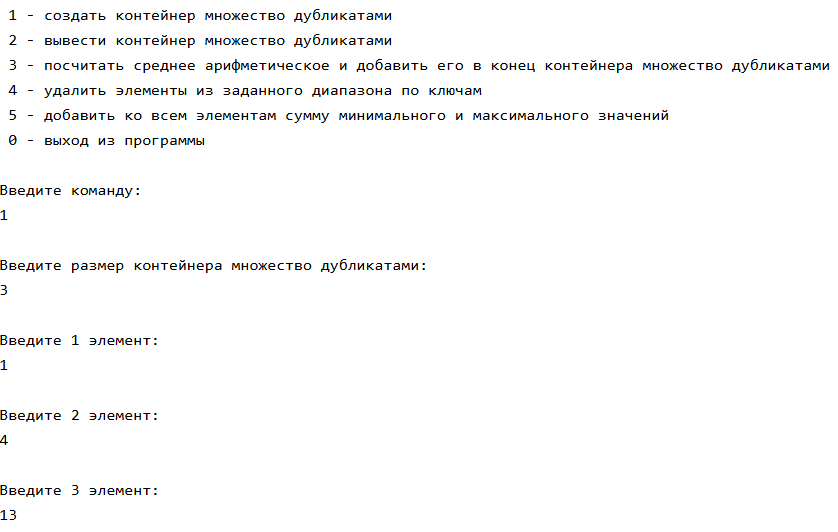 1 - создать контейнер множество дубликатами
2 - вывести контейнер множество дубликатами
3 - посчитать среднее арифметическое и добавить его в конец контейнера множество дубликатами
4 - удалить элементы из заданного диапазона по ключам
5 - добавить ко всем элементам сумму минимального и максимального значений
0 - выход из программы
Введите команду:
1
Введите размер контейнера множество дубликатами:
3
Введите 1 элемент:
1
Введите 2 элемент:
4
Введите 3 элемент:
13